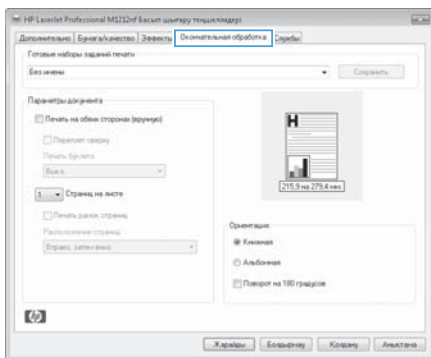 HP LaserJet Professional M1212nf Басып шығару теңшелімдері
Дополнительно Бумага/качество Эффекты Окончательная обработка Службы
Готовые наборы заданий печати
Без имени Сохранить
Параметры документа
Печать на обеих сторонах (вручную)
Переплет сверху
Печать буклета
Выкл.
1 Страниц на листе
Печать рамок страниц
Расположение страниц
Вправо, затем вниз
215,9 на 279,4 мм
Ориентация
Книжная
Альбомная
Поворот на 180 градусов
hp
Жарайды Болдырмау Қолдану Анықтама